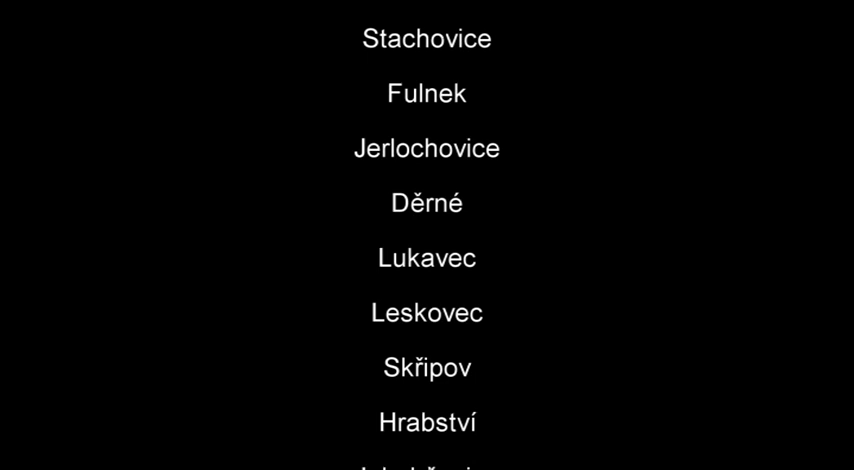 Stachovice
Fulnek
Jerlochovice
Děrné
Lukavec
Leskovec
Skřipov
Hrabství